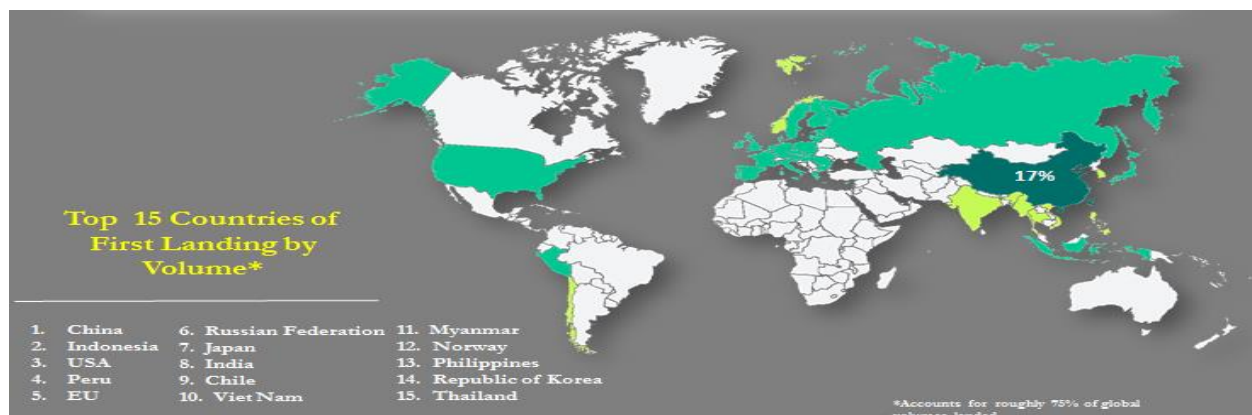 17%
Top 15 Countries of
First Landing by
Volume*
1. China
2. Indonesia
3. USA
4. Peru
5. EU
6. Russian Federation
7. Japan
8. India
9. Chile
10. Viet Nam
11. Myanmar
12. Norway
13. Philippines
14. Republic of Korea
15. Thailand
*Accounts for roughly 75% of global
volumes landed